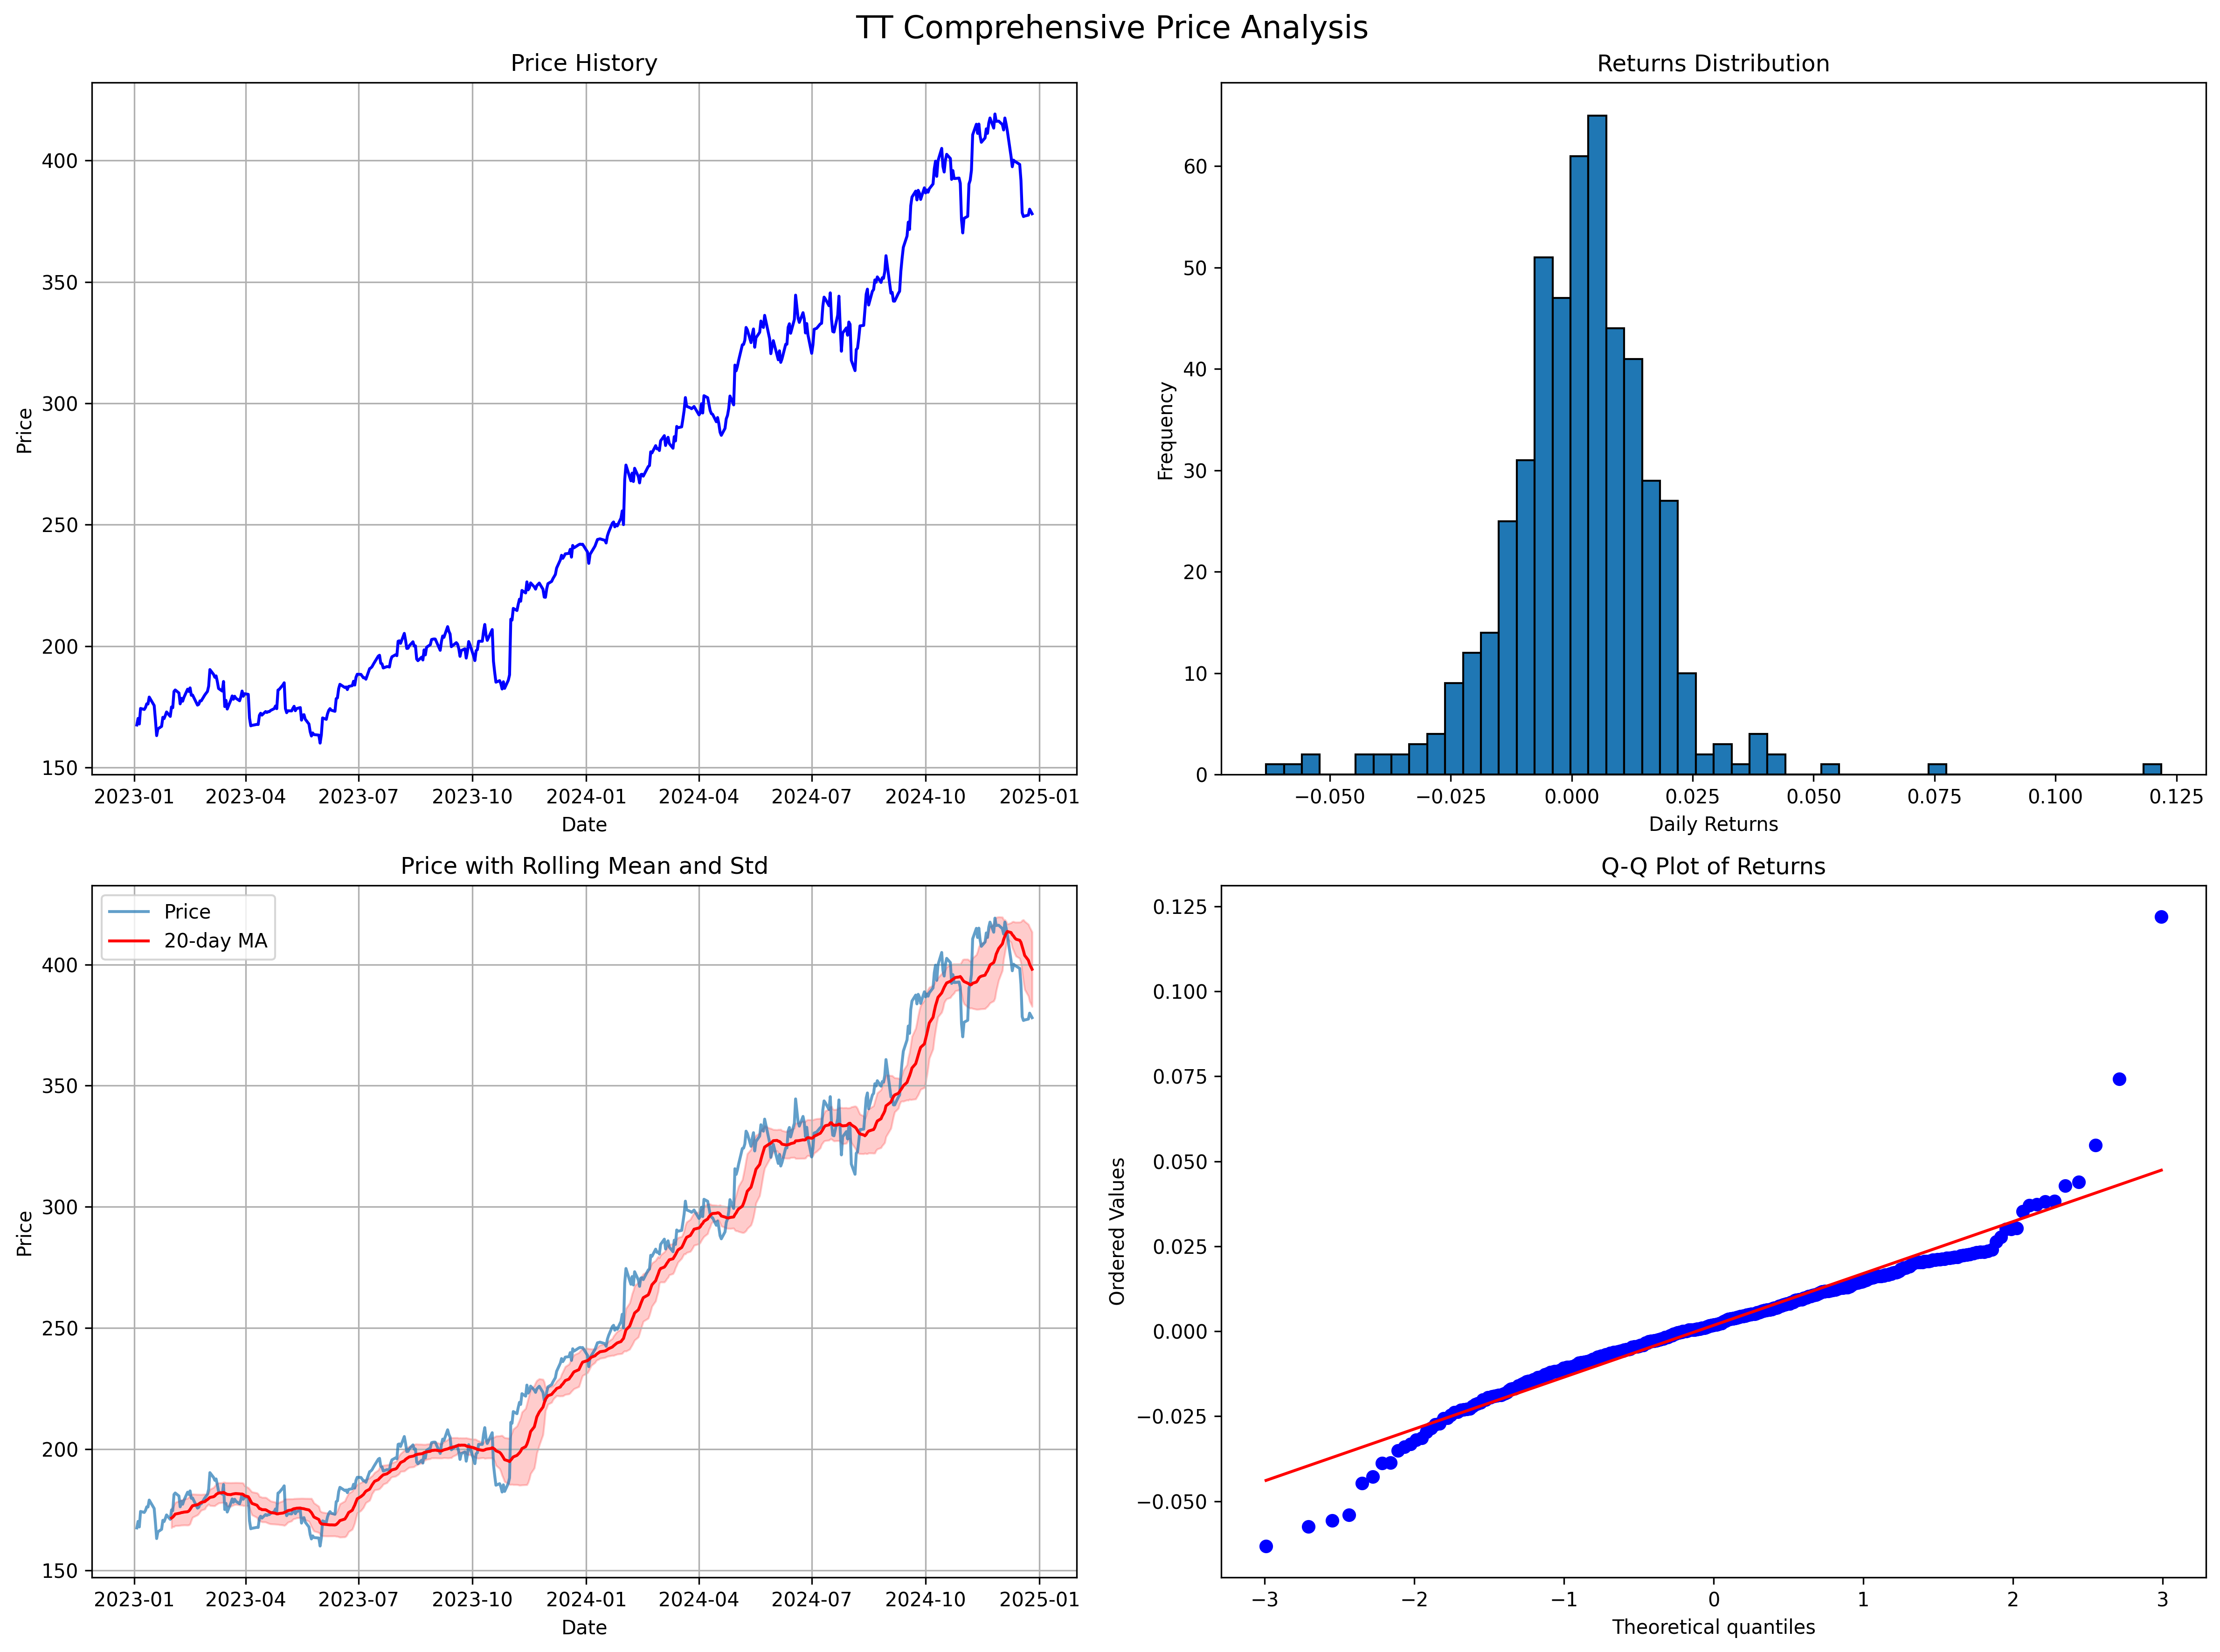 TT Comprehensive Price Analysis
Price History
Price
400
350
300
250
200
150
2023-01 2023-04 2023-07 2023-10 2024-01 2024-04 2024-07 2024-10 2025-01
Date
Returns Distribution
Frequency
60
50
40
30
20
10
0
−0.050 −0.025 0.000 0.025 0.050 0.075 0.100 0.125
Daily Returns
Price with Rolling Mean and Std
Price
20-day MA
Price
400
350
300
250
200
150
2023-01 2023-04 2023-07 2023-10 2024-01 2024-04 2024-07 2024-10 2025-01
Date
Q-Q Plot of Returns
Ordered Values
0.125
0.100
0.075
0.050
0.025
0.000
−0.025
−0.050
−3 −2 −1 0 1 2 3
Theoretical quantiles